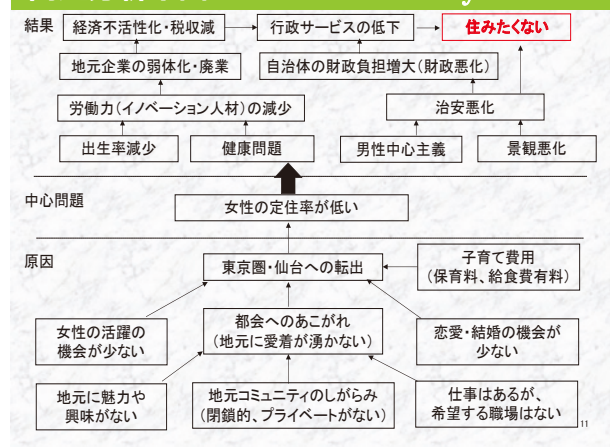 結果
経済不活性化・税収減
行政サービスの低下
住みたくない
地元企業の弱体化・廃業
自治体の財政負担増大(財政悪化)
労働力(イノベーション人材)の減少
治安悪化
出生率減少
健康問題
男性中心主義
景観悪化
中心問題
女性の定住率が低い
原因
東京圏・仙台への転出
子育て費用
(保育料、給食費有料)
女性の活躍の
機会が少ない
都会へのあこがれ
(地元に愛着が湧かない)
恋愛・結婚の機会が
少ない
地元に魅力や
興味がない
地元コミュニティのしがらみ
(閉鎖的、プライベートがない)
仕事はあるが、
希望する職場はない
11